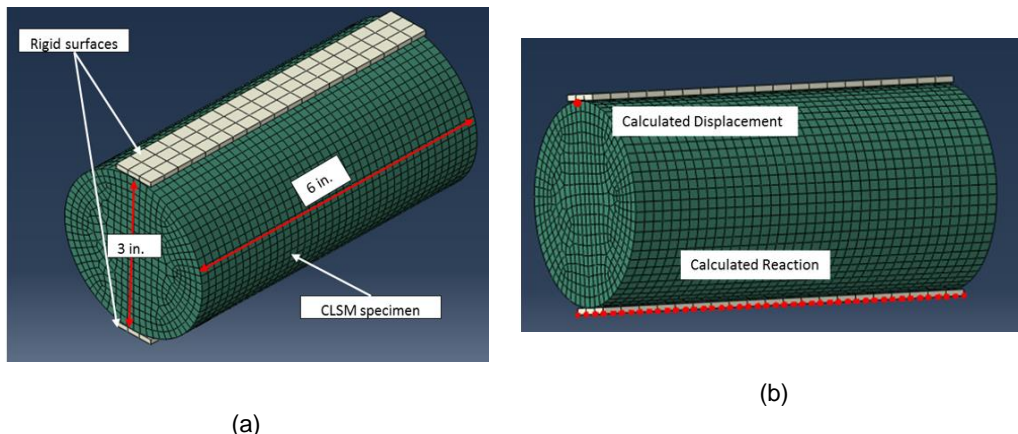 Rigid surfaces
6 in.
3 in.
CLSM specimen
(a)
Calculated Displacement
Calculated Reaction
(b)